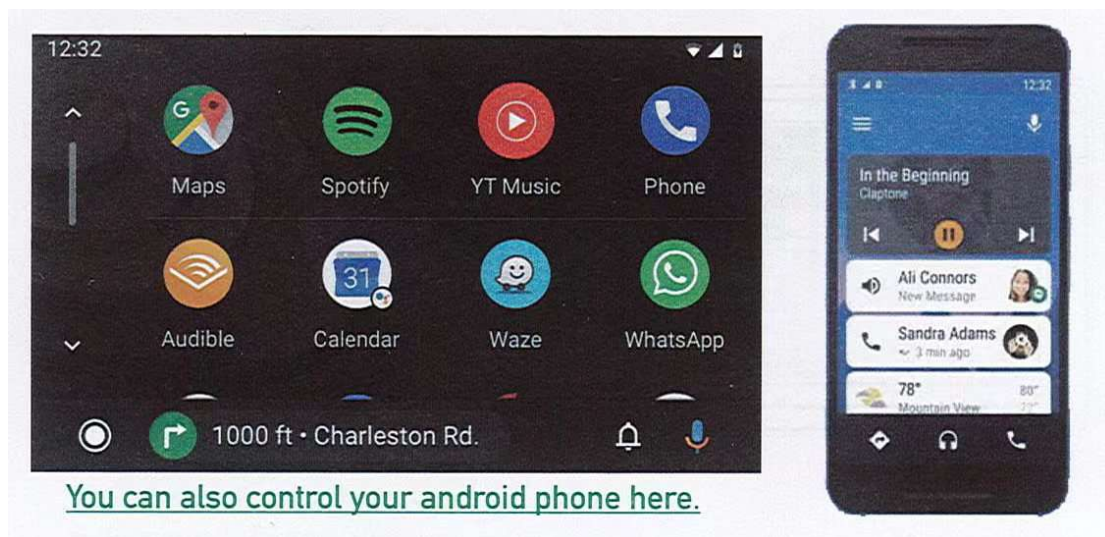 12:32
G
Maps
Spotify
YT Music
Phone
31
Audible
Calendar
Waze
WhatsApp
1000 ft • Charleston Rd.
You can also control your android phone here.
12:32
In the Beginning
Claptone
Ali Connors
New Message
Sandra Adams
3 min ago
78°
80°
Mountain View